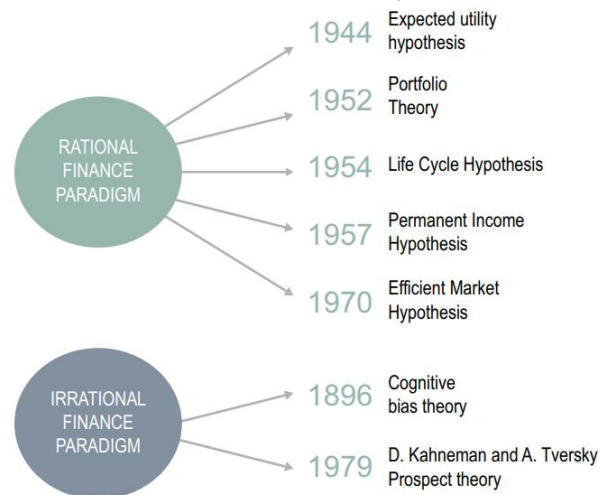 RATIONAL
FINANCE
PARADIGM
1944
Expected utility
hypothesis
1952
Portfolio
Theory
1954
Life Cycle Hypothesis
1957
Permanent Income
Hypothesis
1970
Efficient Market
Hypothesis
IRRATIONAL
FINANCE
PARADIGM
1896
Cognitive
bias theory
1979
D. Kahneman and A. Tversky
Prospect theory